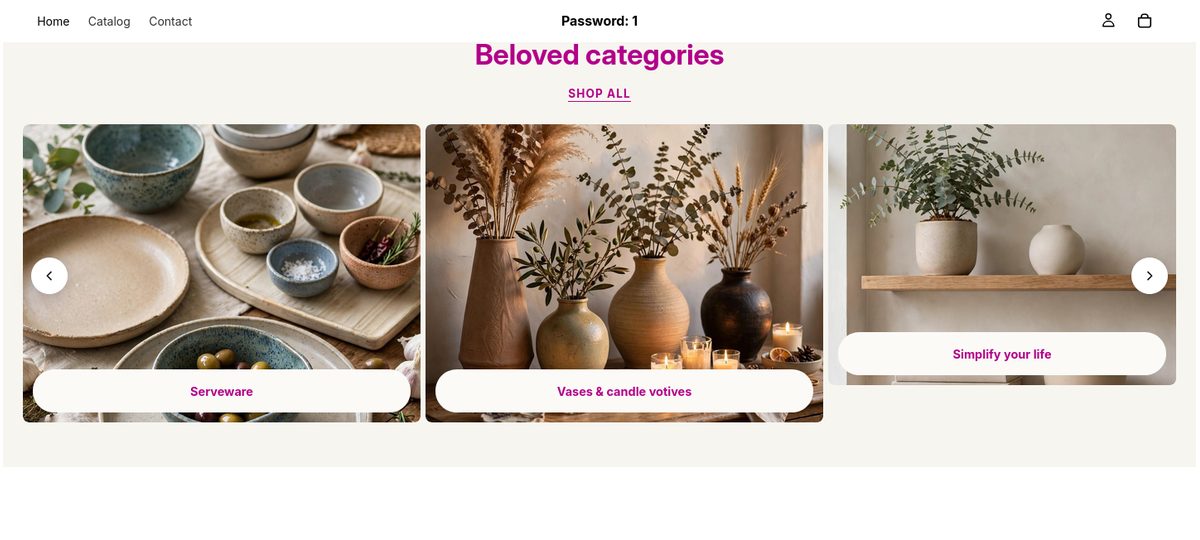 Home Catalog Contact
Password: 1
Beloved categories
SHOP ALL
Serveware
Vases & candle votives
Simplify your life